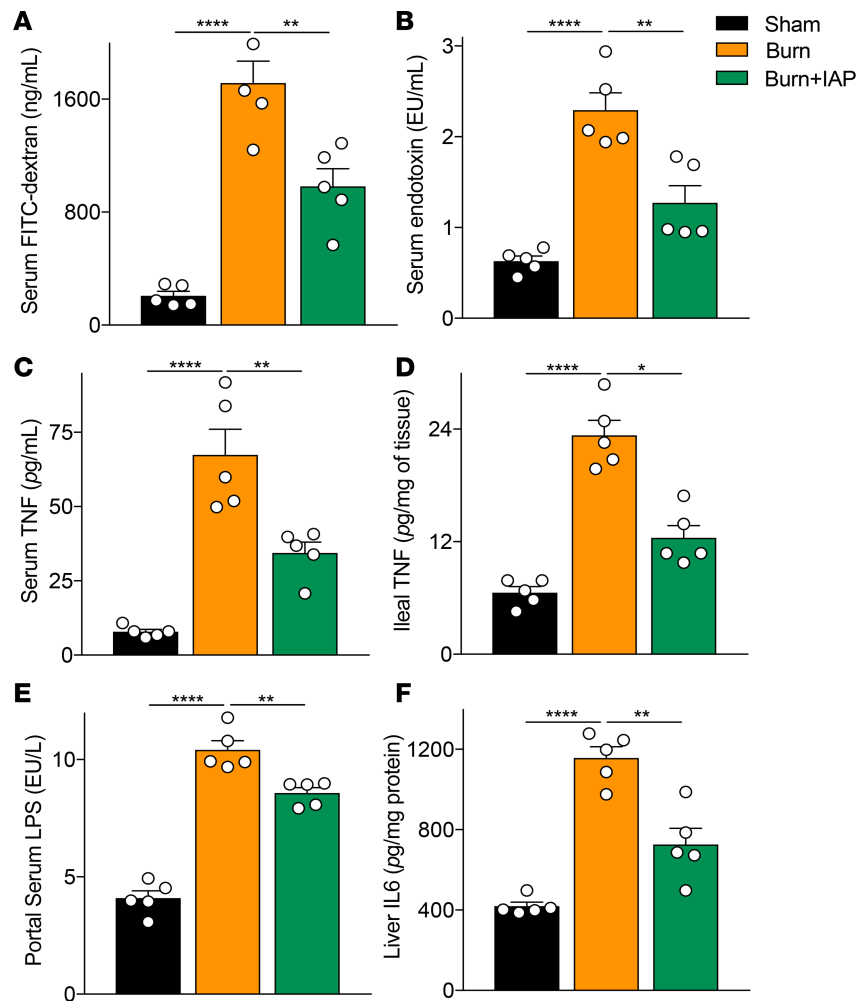 A
Serum FITC-dextran (ng/mL)
1600
800
0
**** **
B
Serum endotoxin (EU/mL)
3
2
1
0
**** **
Sham
Burn
Burn+IAP
C
Serum TNF (pg/mL)
75
50
25
0
**** **
D
Ileal TNF (pg/mg of tissue)
24
12
0
**** *
E
Portal Serum LPS (EU/L)
10
5
0
**** **
F
Liver IL6 (pg/mg protein)
1200
800
400
0
**** **